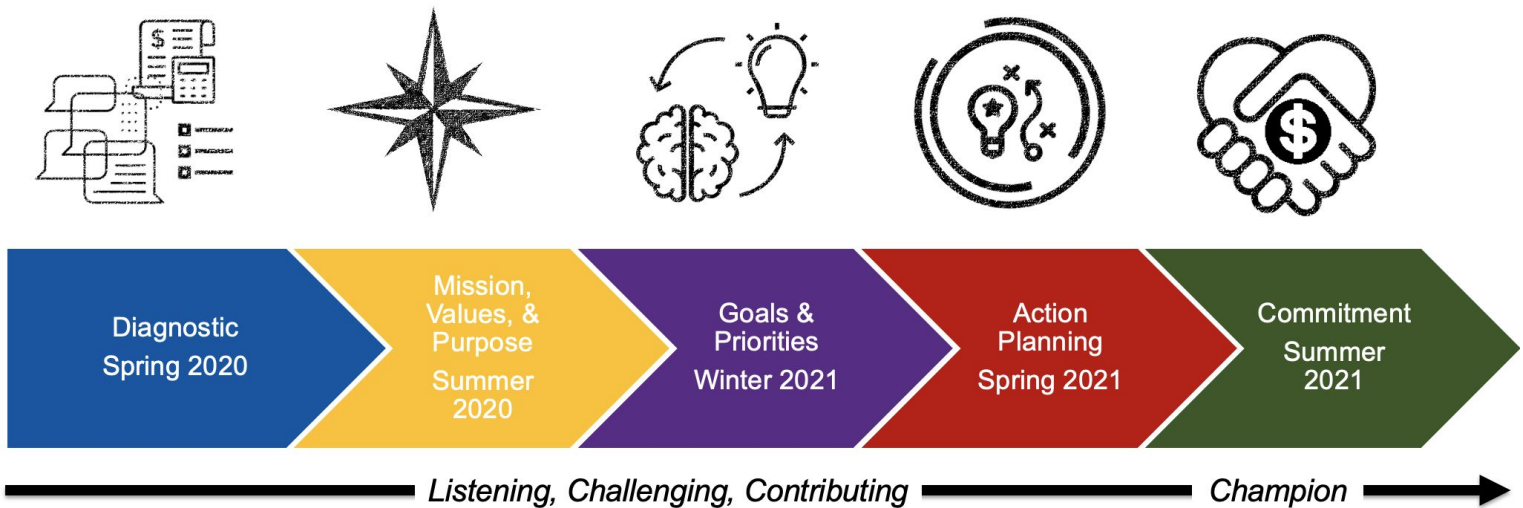 $
$
Diagnostic
Spring 2020
Mission,
Values, &
Purpose
Summer
2020
Goals &
Priorities
Winter 2021
Action
Planning
Spring 2021
Commitment
Summer
2021
Listening, Challenging, Contributing
Champion